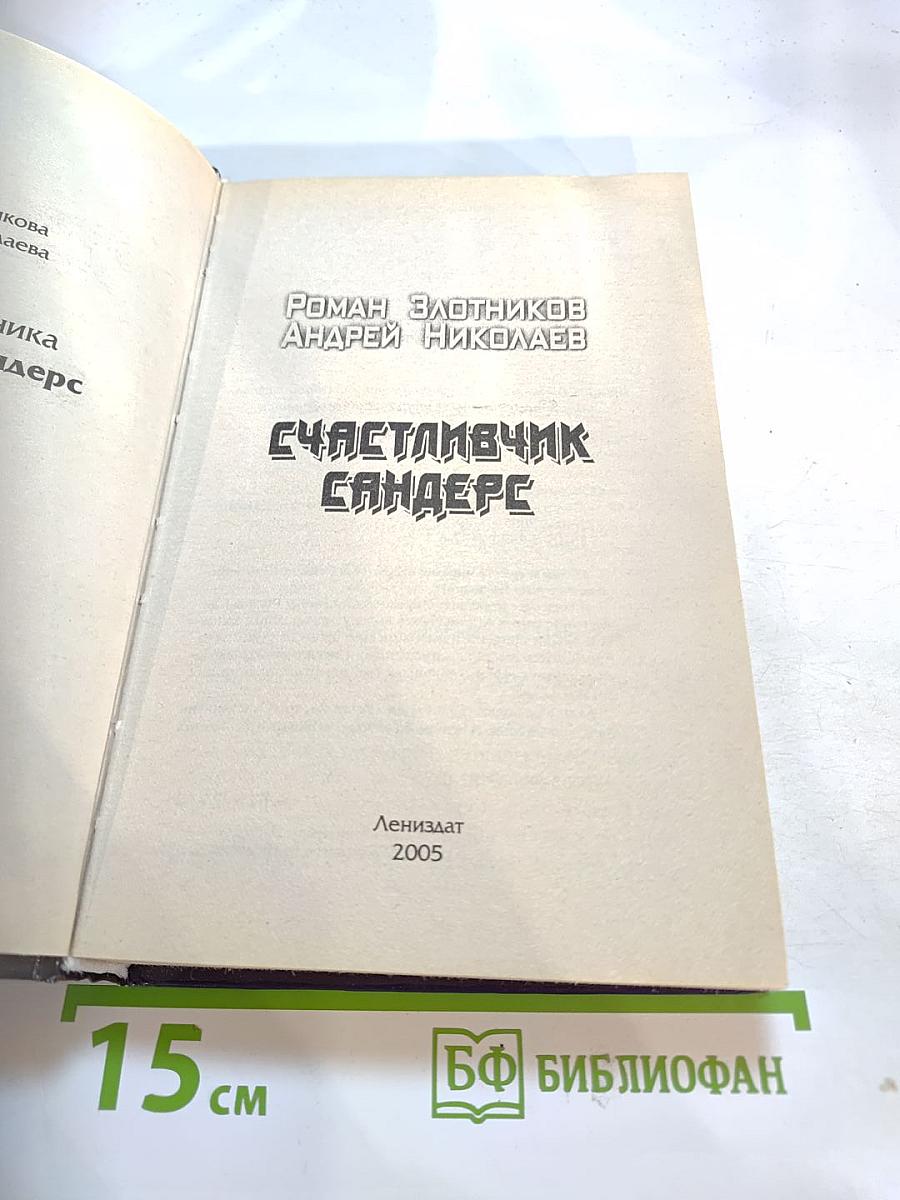 РОМАН ЗЛОТНИКОВ
АНДРЕЙ НИКОЛАЕВ
СЧАСТЛИВЧИК
САНДЕРС
Лениздат
2005
15 см
БФ БИБЛИОФАН